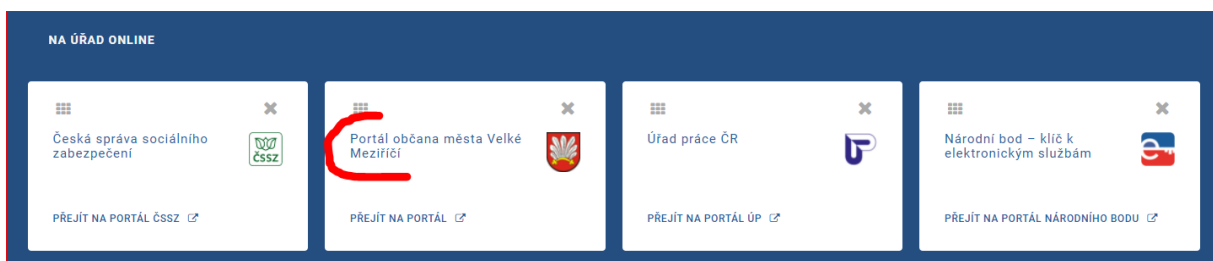 NA ÚŘAD ONLINE
Česká správa sociálního
zabezpečení
ČSSZ
PŘEJÍT NA PORTÁL ČSSZ
Portál občana města Velké
Meziříčí
PŘEJÍT NA PORTÁL
Úřad práce ČR
PŘEJÍT NA PORTÁL ÚP
Národní bod – klíč k
elektronickým službám
e
PŘEJÍT NA PORTÁL NÁRODNÍHO BODU